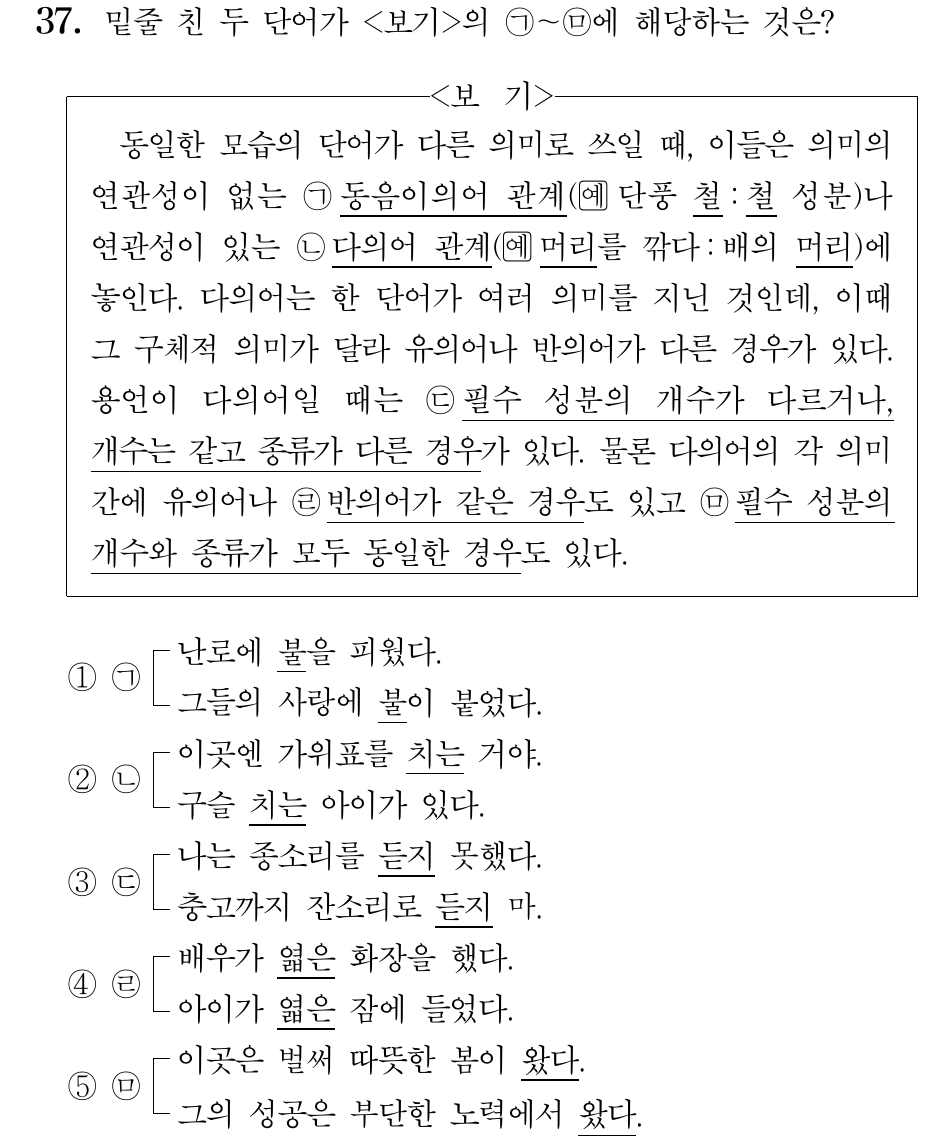 37. 밑줄 친 두 단어가 <보기>의 ㉠~㉤에 해당하는 것은?
<보 기>
동일한 모습의 단어가 다른 의미로 쓰일 때, 이들은 의미의
연관성이 없는 ㉠동음이의어 관계(예 단풍 철 : 철 성분)나
연관성이 있는 ㉡다의어 관계(예 머리를 깎다 : 배의 머리)에
놓인다. 다의어는 한 단어가 여러 의미를 지닌 것인데, 이때
그 구체적 의미가 달라 유의어나 반의어가 다른 경우가 있다.
용언이 다의어일 때는 ㉢필수 성분의 개수가 다르거나,
개수는 같고 종류가 다른 경우가 있다. 물론 다의어의 각 의미
간에 유의어나 ㉣반의어가 같은 경우도 있고 ㉤필수 성분의
개수와 종류가 모두 동일한 경우도 있다.
① ㉠ 난로에 불을 피웠다.
그들의 사랑에 불이 붙었다.
② ㉡ 이곳엔 가위표를 치는 거야.
구슬 치는 아이가 있다.
③ ㉢ 나는 종소리를 듣지 못했다.
충고까지 잔소리로 듣지 마.
④ ㉣ 배우가 엷은 화장을 했다.
아이가 엷은 잠에 들었다.
⑤ ㉤ 이곳은 벌써 따뜻한 봄이 왔다.
그의 성공은 부단한 노력에서 왔다.